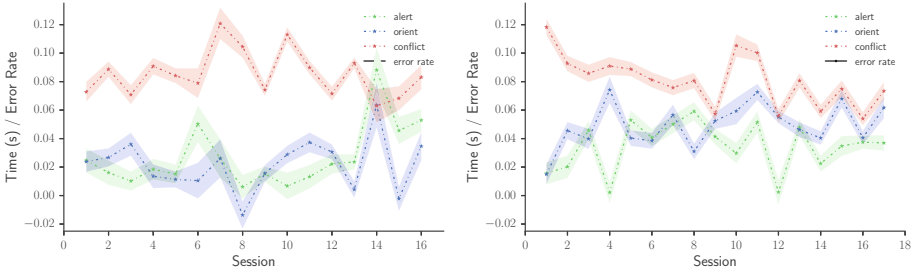 Time (s) / Error Rate
0.12
0.10
0.08
0.06
0.04
0.02
0.00
−0.02
0 2 4 6 8 10 12 14 16
Session
alert
orient
conflict
error rate
Time (s) / Error Rate
0.12
0.10
0.08
0.06
0.04
0.02
0.00
−0.02
0 2 4 6 8 10 12 14 16 18
Session
alert
orient
conflict
error rate